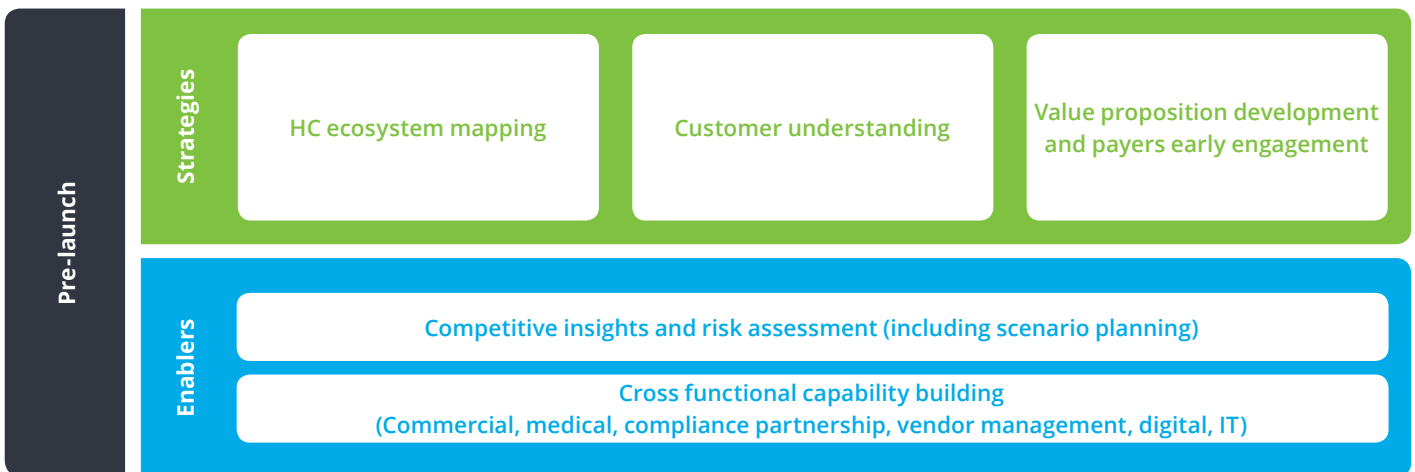 Pre-launch
Strategies
HC ecosystem mapping
Customer understanding
Value proposition development
and payers early engagement
Enablers
Competitive insights and risk assessment (including scenario planning)
Cross functional capability building
(Commercial, medical, compliance partnership, vendor management, digital, IT)